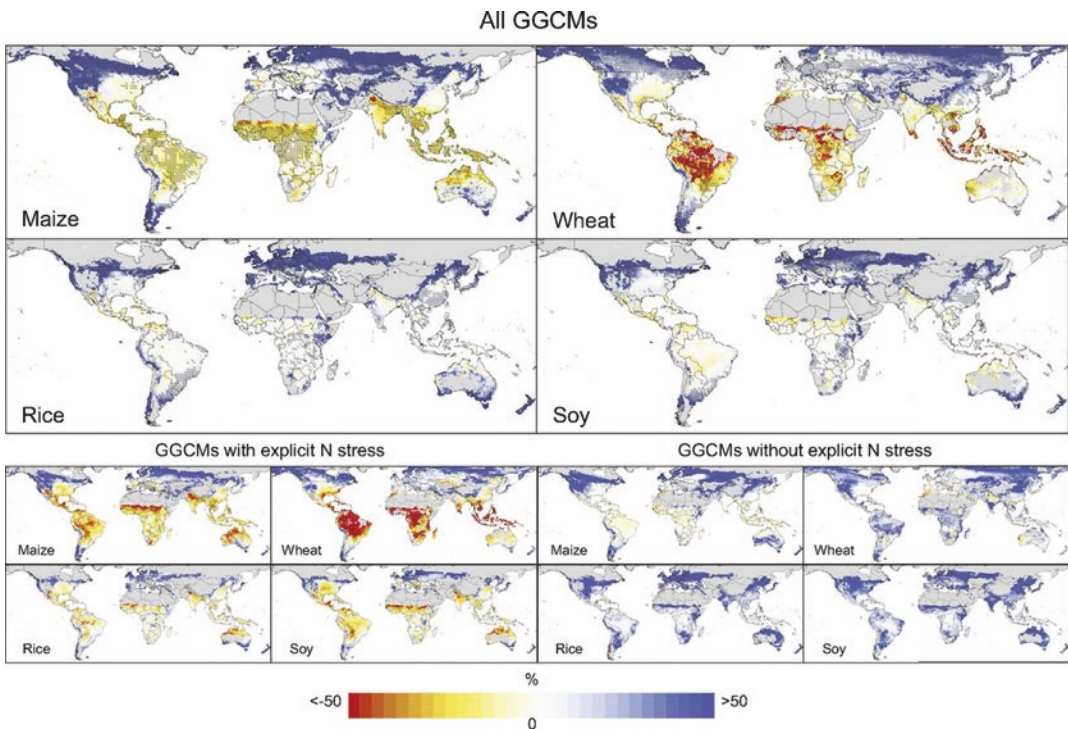 All GGCMs
Maize
Wheat
Rice
Soy
GGCMs with explicit N stress
GGCMs without explicit N stress
Maize
Wheat
Maize
Wheat
Rice
Soy
Rice
Soy
%
<-50
>50
0